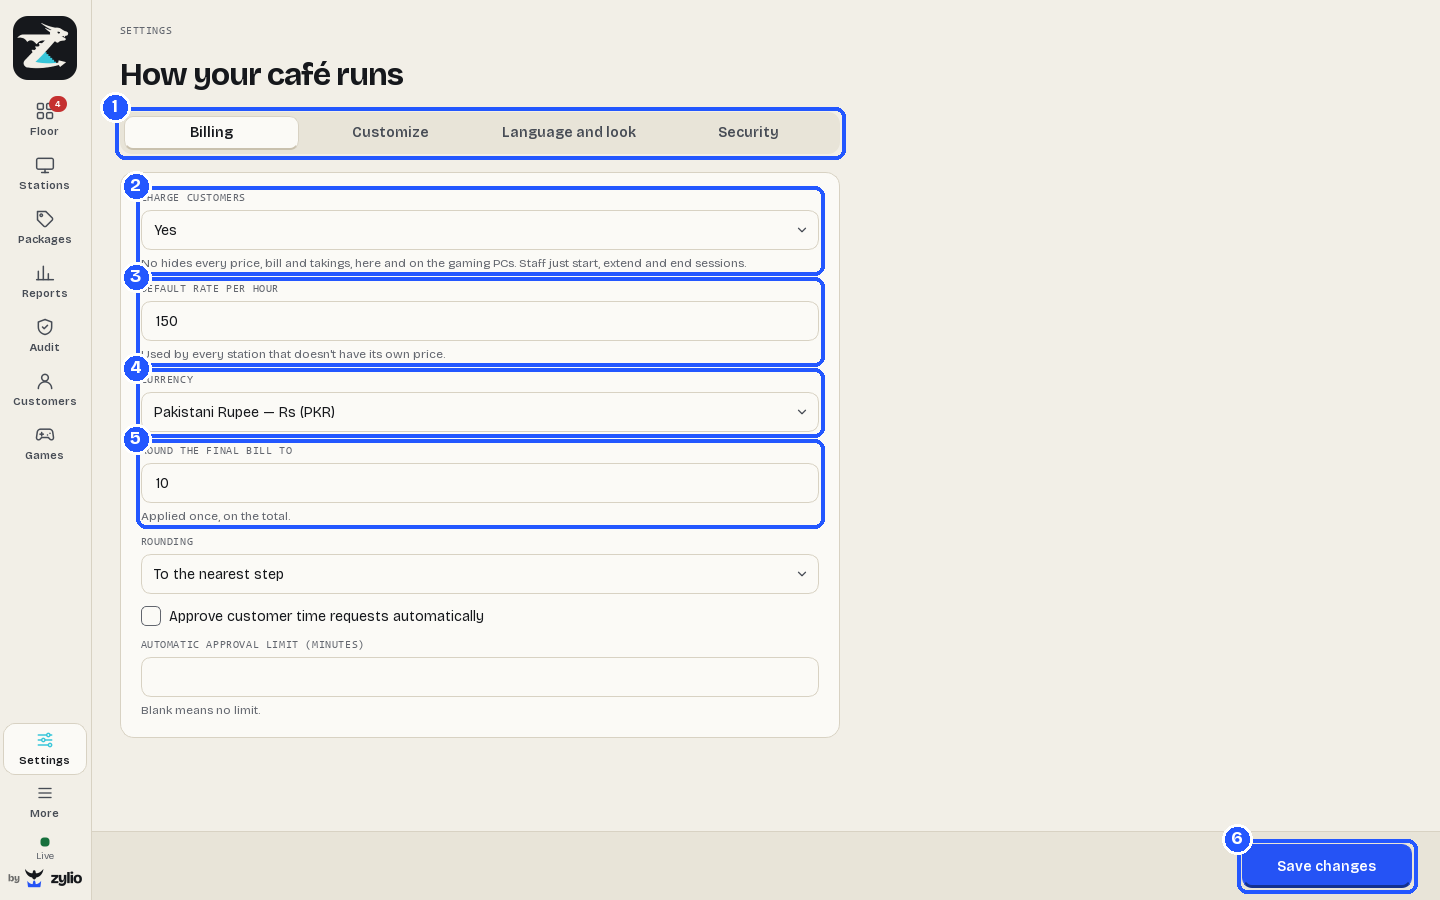 SETTINGS
How your café runs
4
Floor
Stations
Packages
Reports
Audit
Customers
Games
Settings
More
Live
by zylio
1
Billing Customize Language and look Security
2
CHARGE CUSTOMERS
Yes
No hides every price, bill and takings, here and on the gaming PCs. Staff just start, extend and end sessions.
3
DEFAULT RATE PER HOUR
150
Used by every station that doesn't have its own price.
4
CURRENCY
Pakistani Rupee — Rs (PKR)
5
ROUND THE FINAL BILL TO
10
Applied once, on the total.
ROUNDING
To the nearest step
Approve customer time requests automatically
AUTOMATIC APPROVAL LIMIT (MINUTES)
Blank means no limit.
6
Save changes